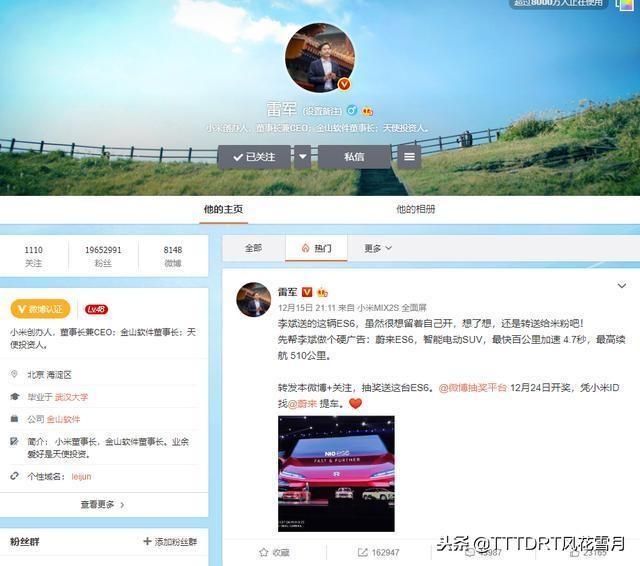 超过8000万人正在使用
雷军 (设置备注)
小米创办人，董事长兼CEO；金山软件董事长；天使投资人。
已关注
私信
他的主页
他的相册
1110 19652991 8148
关注 粉丝 微博
全部 热门 更多
微博认证 Lv.48
小米创办人，董事长兼CEO；金山软件董事长；天
使投资人。
北京 海淀区
毕业于 武汉大学
公司 金山软件
简介： 小米董事长，金山软件董事长。业余
爱好是天使投资。
个性域名： leijun
查看更多
粉丝群 添加粉丝群
雷军
12月15日 21:11 来自 小米MIX2S 全面屏
李斌送的这辆ES6，虽然很想留着自己开，想了想，还是转送给米粉吧！
先帮李斌做个硬广告：蔚来ES6，智能电动SUV，最快百公里加速 4.7秒，最高续
航 510公里。
转发本微博+关注，抽奖送这台ES6。@微博抽奖平台 12月24日开奖，凭小米ID
找@蔚来 提车。
NIO ES6
FAST & FURTHER
收藏 162947
头条 @TTTDRT风花雪月